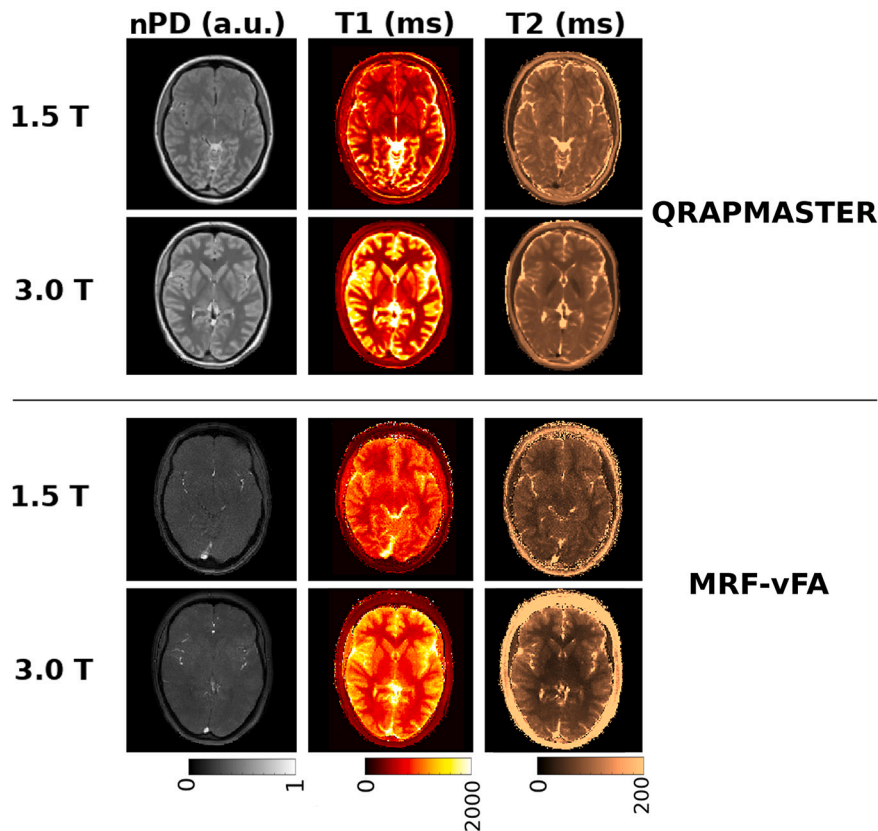 nPD (a.u.) T1 (ms) T2 (ms)
1.5 T
QRAPMASTER
3.0 T
1.5 T
MRF-vFA
3.0 T
0 1 0 2000 0 200